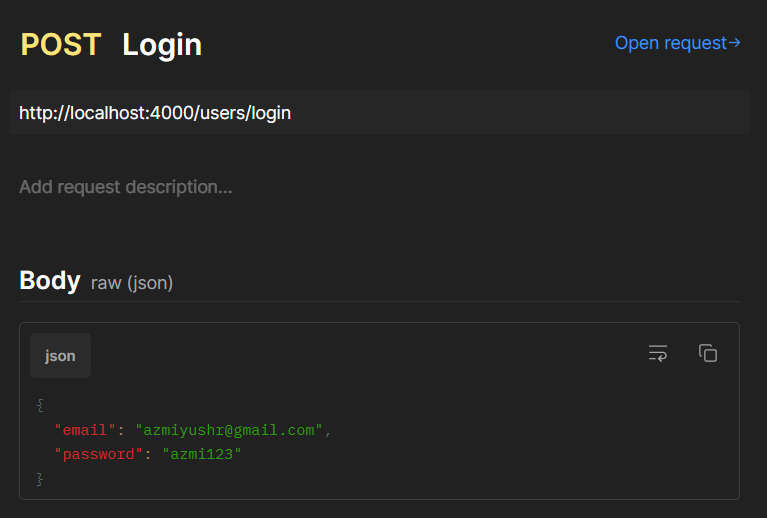 POST Login
Open request→
http://localhost:4000/users/login
Add request description...
Body raw (json)
json
{
  "email": "azmiyushr@gmail.com",
  "password": "azmi123"
}